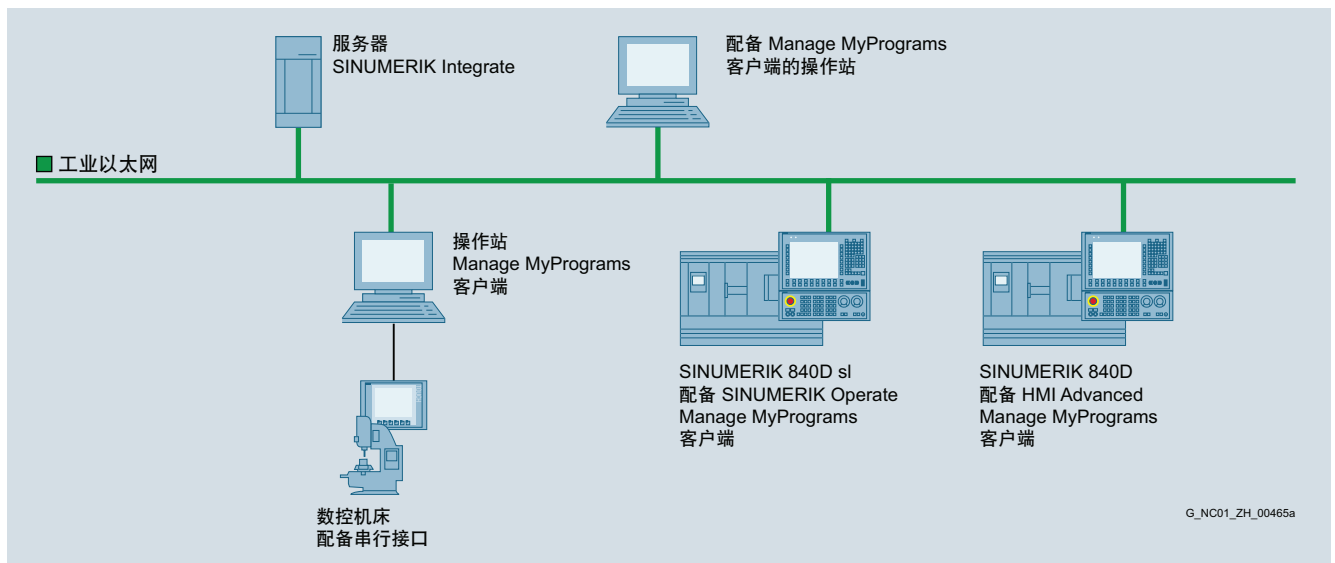 服务器
SINUMERIK Integrate
配备 Manage MyPrograms
客户端的操作站
工业以太网
操作站
Manage MyPrograms
客户端
SINUMERIK 840D sl
配备 SINUMERIK Operate
Manage MyPrograms
客户端
SINUMERIK 840D
配备 HMI Advanced
Manage MyPrograms
客户端
数控机床
配备串行接口
G_NC01_ZH_00465a